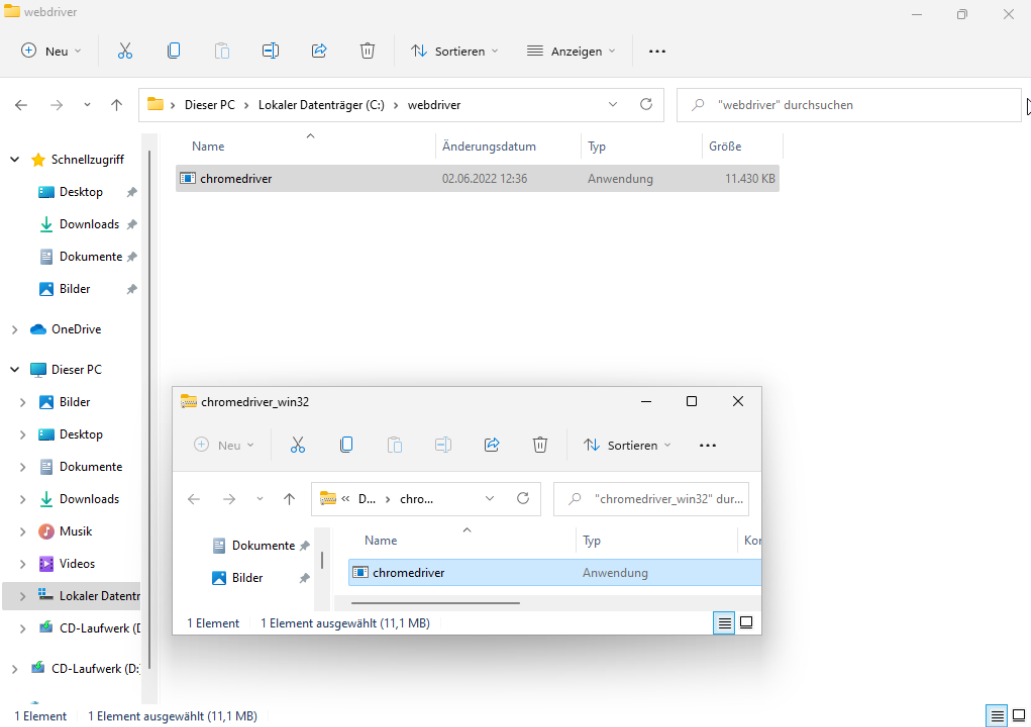 webdriver
Neu
Sortieren
Anzeigen
Dieser PC
Lokaler Datenträger (C:)
webdriver
"webdriver" durchsuchen
Name
Änderungsdatum
Typ
Größe
chromedriver
02.06.2022 12:36
Anwendung
11.430 KB
Schnellzugriff
Desktop
Downloads
Dokumente
Bilder
OneDrive
Dieser PC
Bilder
Desktop
Dokumente
Downloads
Musik
Videos
Lokaler Datentr
CD-Laufwerk (D
CD-Laufwerk (D:
chromedriver_win32
Neu
Sortieren
« D... chro...
"chromedriver_win32" dur...
Dokumente
Bilder
Name
Typ
Kor
chromedriver
Anwendung
1 Element
1 Element ausgewählt (11,1 MB)
1 Element
1 Element ausgewählt (11,1 MB)